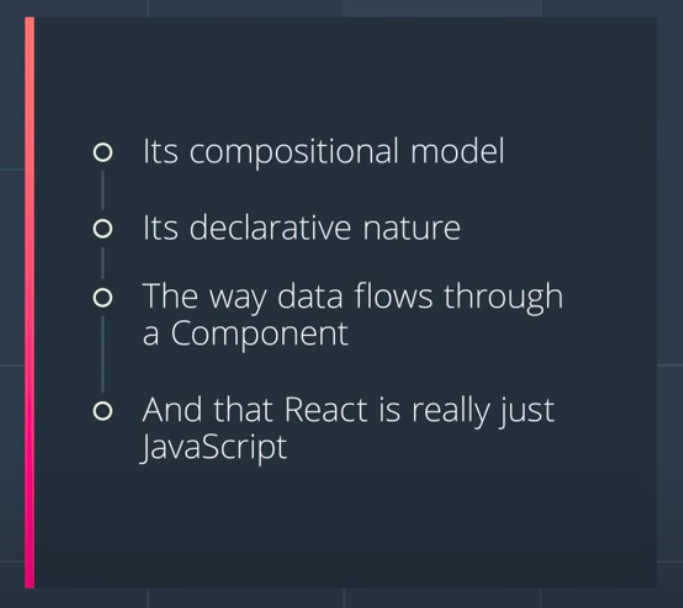 Its compositional model
Its declarative nature
The way data flows through
a Component
And that React is really just
JavaScript